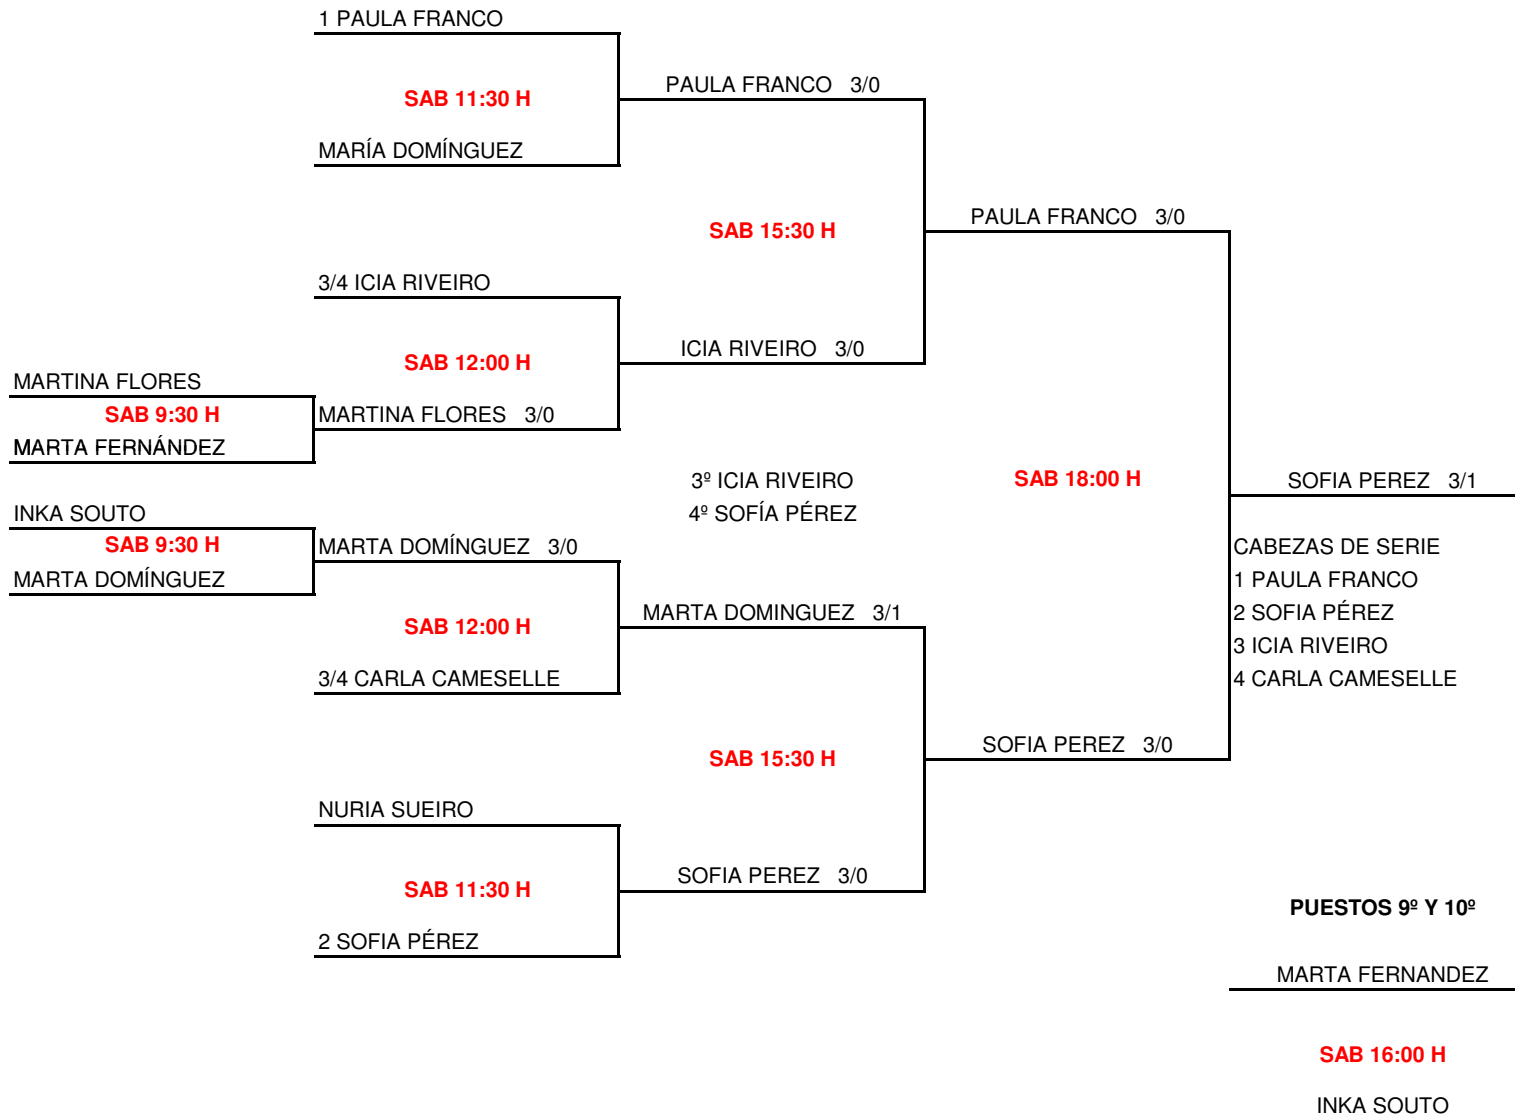 1 PAULA FRANCO
SAB 11:30 H
PAULA FRANCO 3/0
MARÍA DOMÍNGUEZ
SAB 15:30 H
PAULA FRANCO 3/0
3/4 ICIA RIVEIRO
SAB 12:00 H
ICIA RIVEIRO 3/0
MARTINA FLORES
SAB 9:30 H
MARTINA FLORES 3/0
MARTA FERNÁNDEZ
3º ICIA RIVEIRO
4º SOFÍA PÉREZ
SAB 18:00 H
SOFIA PEREZ 3/1
INKA SOUTO
SAB 9:30 H
MARTA DOMÍNGUEZ 3/0
MARTA DOMÍNGUEZ
CABEZAS DE SERIE
1 PAULA FRANCO
2 SOFIA PÉREZ
3 ICIA RIVEIRO
4 CARLA CAMESELLE
SAB 12:00 H
MARTA DOMINGUEZ 3/1
3/4 CARLA CAMESELLE
SAB 15:30 H
SOFIA PEREZ 3/0
NURIA SUEIRO
SAB 11:30 H
SOFIA PEREZ 3/0
2 SOFIA PÉREZ
PUESTOS 9º Y 10º
MARTA FERNANDEZ
SAB 16:00 H
INKA SOUTO